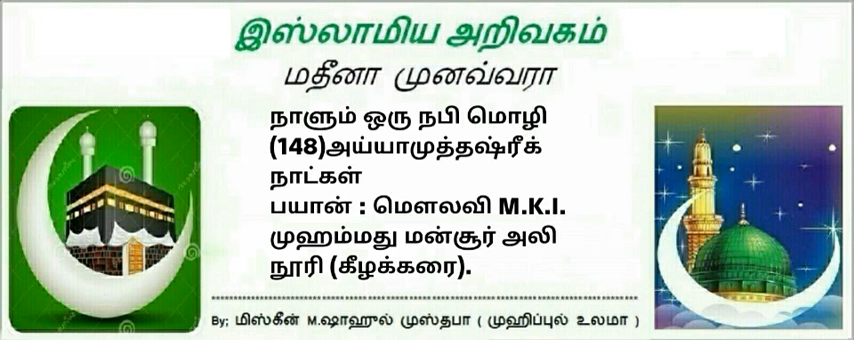 இஸ்லாமிய அறிவகம்
மதீனா முனவ்வரா
நாளும் ஒரு நபி மொழி
(148)அய்யாமுத்தஷ்ரீக்
நாட்கள்
பயான் : மௌலவி M.K.I.
முஹம்மது மன்சூர் அலி
நூரி (கீழக்கரை).
By; மிஸ்கீன் M.ஷாஹுல் முஸ்தபா ( முஹிப்புல் உலமா )